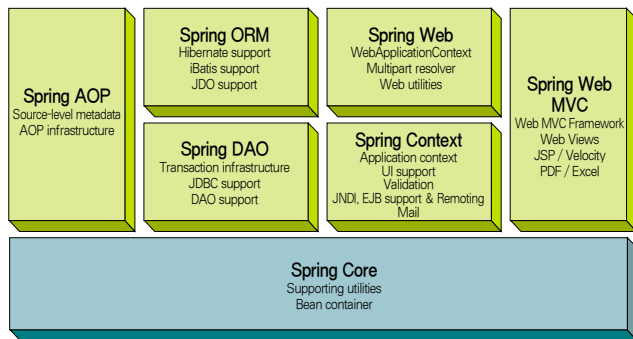 Spring AOP
Source-level metadata
AOP infrastructure
Spring ORM
Hibernate support
iBatis support
JDO support
Spring Web
WebApplicationContext
Multipart resolver
Web utilities
Spring DAO
Transaction infrastructure
JDBC support
DAO support
Spring Context
Application context
UI support
Validation
JNDI, EJB support & Remoting
Mail
Spring Web
MVC
Web MVC Framework
Web Views
JSP / Velocity
PDF / Excel
Spring Core
Supporting utilities
Bean container